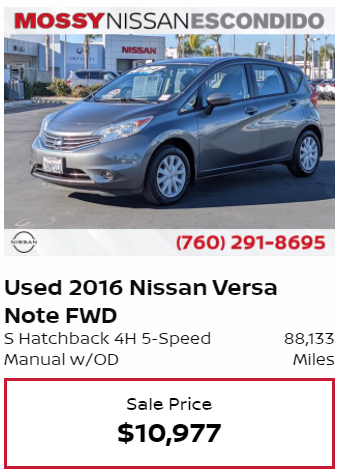 MOSSYNISSANESCONDIDO
NISSAN
NISSAN
(760) 291-8695
Used 2016 Nissan Versa
Note FWD
S Hatchback 4H 5-Speed
88,133
Manual w/OD
Miles
Sale Price
$10,977